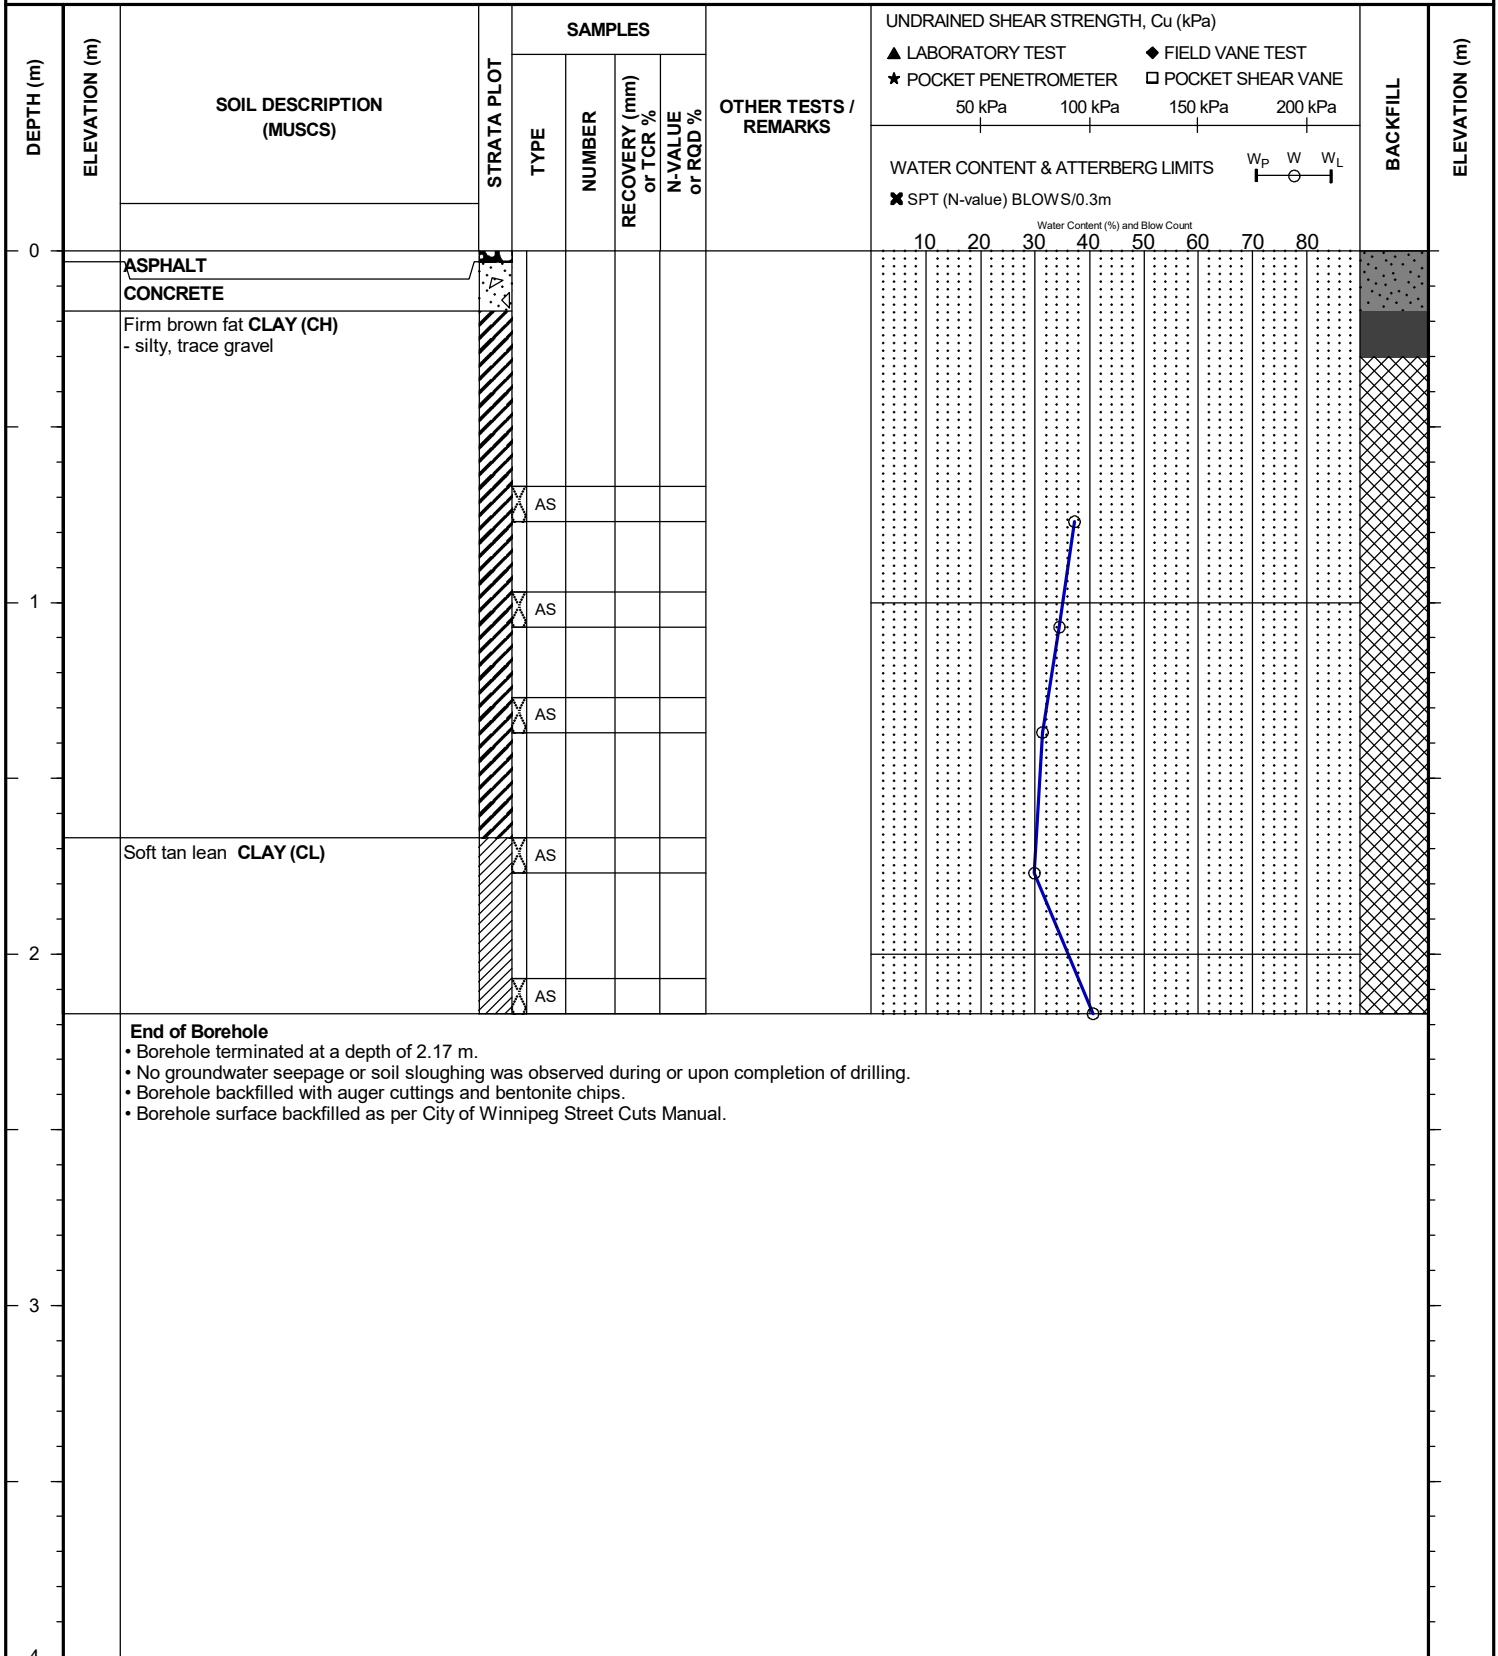 DEPTH (m)
ELEVATION (m)
SOIL DESCRIPTION
(MUSCS)
STRATA PLOT
SAMPLES
TYPE
NUMBER
RECOVERY (mm)
or TCR %
N-VALUE
or RQD %
OTHER TESTS /
REMARKS
UNDRAINED SHEAR STRENGTH, Cu (kPa)
▲ LABORATORY TEST ◆ FIELD VANE TEST
★ POCKET PENETROMETER □ POCKET SHEAR VANE
50 kPa 100 kPa 150 kPa 200 kPa
WATER CONTENT & ATTERBERG LIMITS WP W WL
✖ SPT (N-value) BLOWS/0.3m
Water Content (%) and Blow Count
10 20 30 40 50 60 70 80
BACKFILL
ELEVATION (m)
0
ASPHALT
CONCRETE
Firm brown fat CLAY (CH)
- silty, trace gravel
AS
1
AS
AS
Soft tan lean CLAY (CL)
AS
2
AS
End of Borehole
• Borehole terminated at a depth of 2.17 m.
• No groundwater seepage or soil sloughing was observed during or upon completion of drilling.
• Borehole backfilled with auger cuttings and bentonite chips.
• Borehole surface backfilled as per City of Winnipeg Street Cuts Manual.
3
4